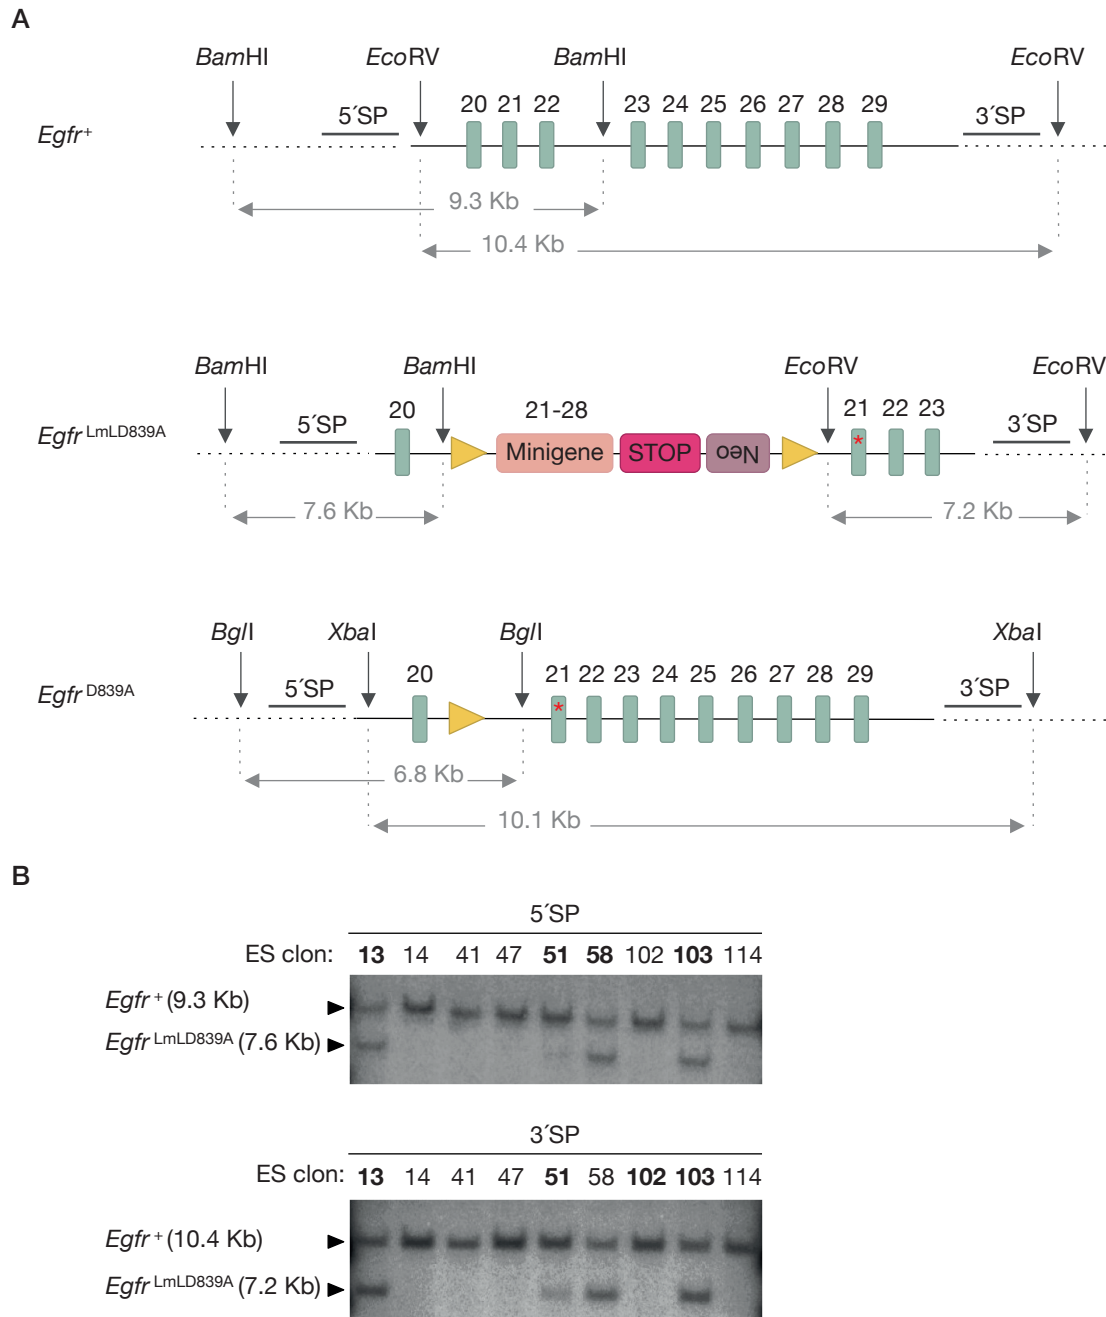 A
BamHI EcoRV BamHI EcoRV
5′SP 20 21 22 23 24 25 26 27 28 29 3′SP
Egfr+
9.3 Kb
10.4 Kb
BamHI BamHI EcoRV EcoRV
5′SP 20 21-28 21 22 23 3′SP
Egfr LmLD839A
Minigene STOP Neo *
7.6 Kb 7.2 Kb
BglI XbaI BglI XbaI
5′SP 20 21 22 23 24 25 26 27 28 29 3′SP
Egfr D839A
*
6.8 Kb
10.1 Kb
B
5′SP
ES clon: 13 14 41 47 51 58 102 103 114
Egfr + (9.3 Kb)
Egfr LmLD839A (7.6 Kb)
3′SP
ES clon: 13 14 41 47 51 58 102 103 114
Egfr + (10.4 Kb)
Egfr LmLD839A (7.2 Kb)